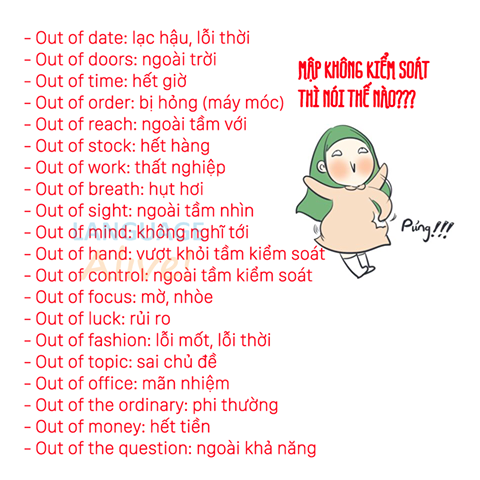 - Out of date: lạc hậu, lỗi thời
- Out of doors: ngoài trời
- Out of time: hết giờ
- Out of order: bị hỏng (máy móc)
- Out of reach: ngoài tầm với
- Out of stock: hết hàng
- Out of work: thất nghiệp
- Out of breath: hụt hơi
- Out of sight: ngoài tầm nhìn
- Out of mind: không nghĩ tới
- Out of hand: vượt khỏi tầm kiểm soát
- Out of control: ngoài tầm kiểm soát
- Out of focus: mờ, nhòe
- Out of luck: rủi ro
- Out of fashion: lỗi mốt, lỗi thời
- Out of topic: sai chủ đề
- Out of office: mãn nhiệm
- Out of the ordinary: phi thường
- Out of money: hết tiền
- Out of the question: ngoài khả năng
MẬP KHÔNG KIỂM SOÁT
THÌ NÓI THẾ NÀO???
Púng!!!
LANGUAGE